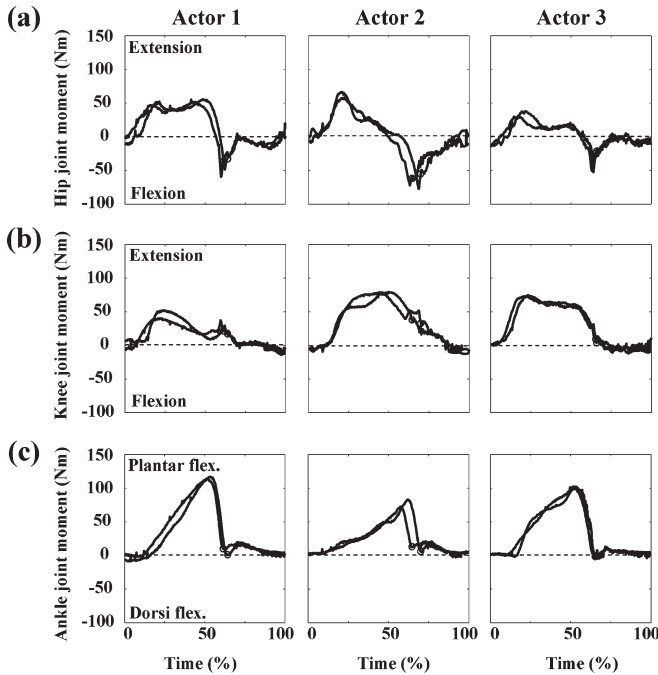 (a) Actor 1 Actor 2 Actor 3
Hip joint moment (Nm)
150
100
50
0
-50
-100
Extension
Flexion
(b)
Knee joint moment (Nm)
150
100
50
0
-50
-100
Extension
Flexion
(c)
Ankle joint moment (Nm)
150
100
50
0
-50
-100
Plantar flex.
Dorsi flex.
0 50 100 0 50 100 0 50 100
Time (%) Time (%) Time (%)